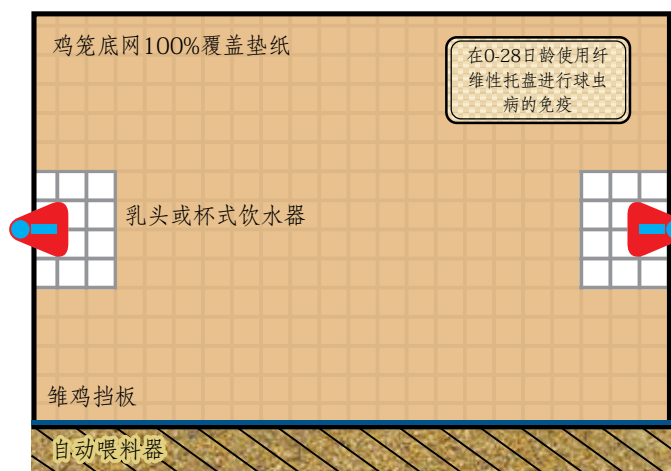 鸡笼底网100%覆盖垫纸
在0-28日龄使用纤
维性托盘进行球虫
病的免疫
乳头或杯式饮水器
雏鸡挡板
自动喂料器